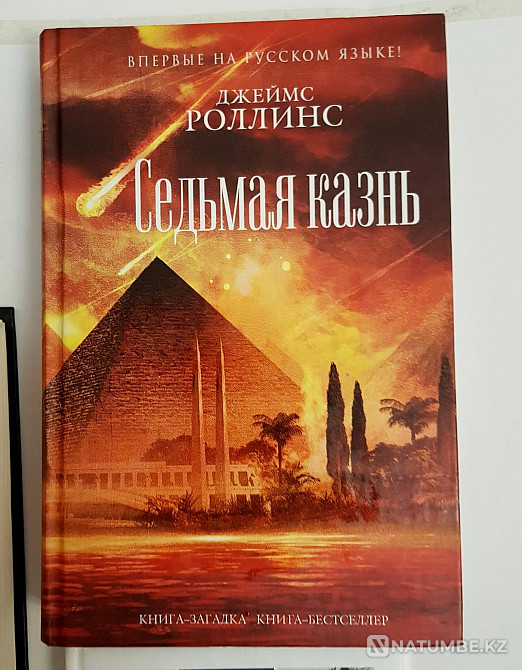 ВПЕРВЫЕ НА РУССКОМ ЯЗЫКЕ!
ДЖЕЙМС
РОЛЛИНС
Седьмая казнь
КНИГА-ЗАГАДКА КНИГА-БЕСТСЕЛЛЕР
NATUMBE.KZ